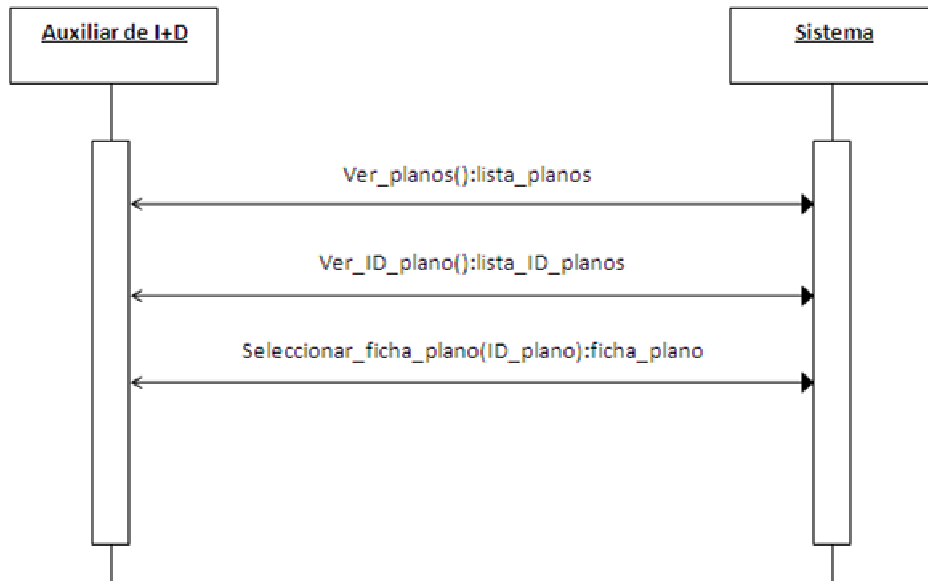 Auxiliar de I+D
Sistema
Ver_planos():lista_planos
Ver_ID_plano():lista_ID_planos
Seleccionar_ficha_plano(ID_plano):ficha_plano